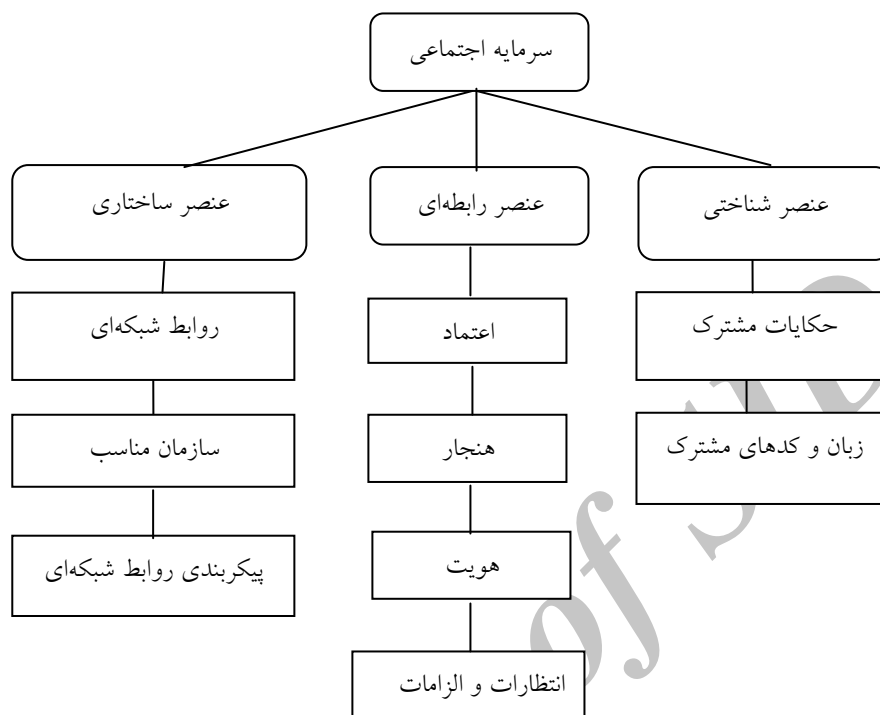 سرمایه اجتماعی
عنصر شناختی
عنصر رابطه‌ای
عنصر ساختاری
حکایات مشترک
اعتماد
روابط شبکه‌ای
زبان و کدهای مشترک
هنجار
سازمان مناسب
هویت
پیکربندی روابط شبکه‌ای
انتظارات و الزامات
of